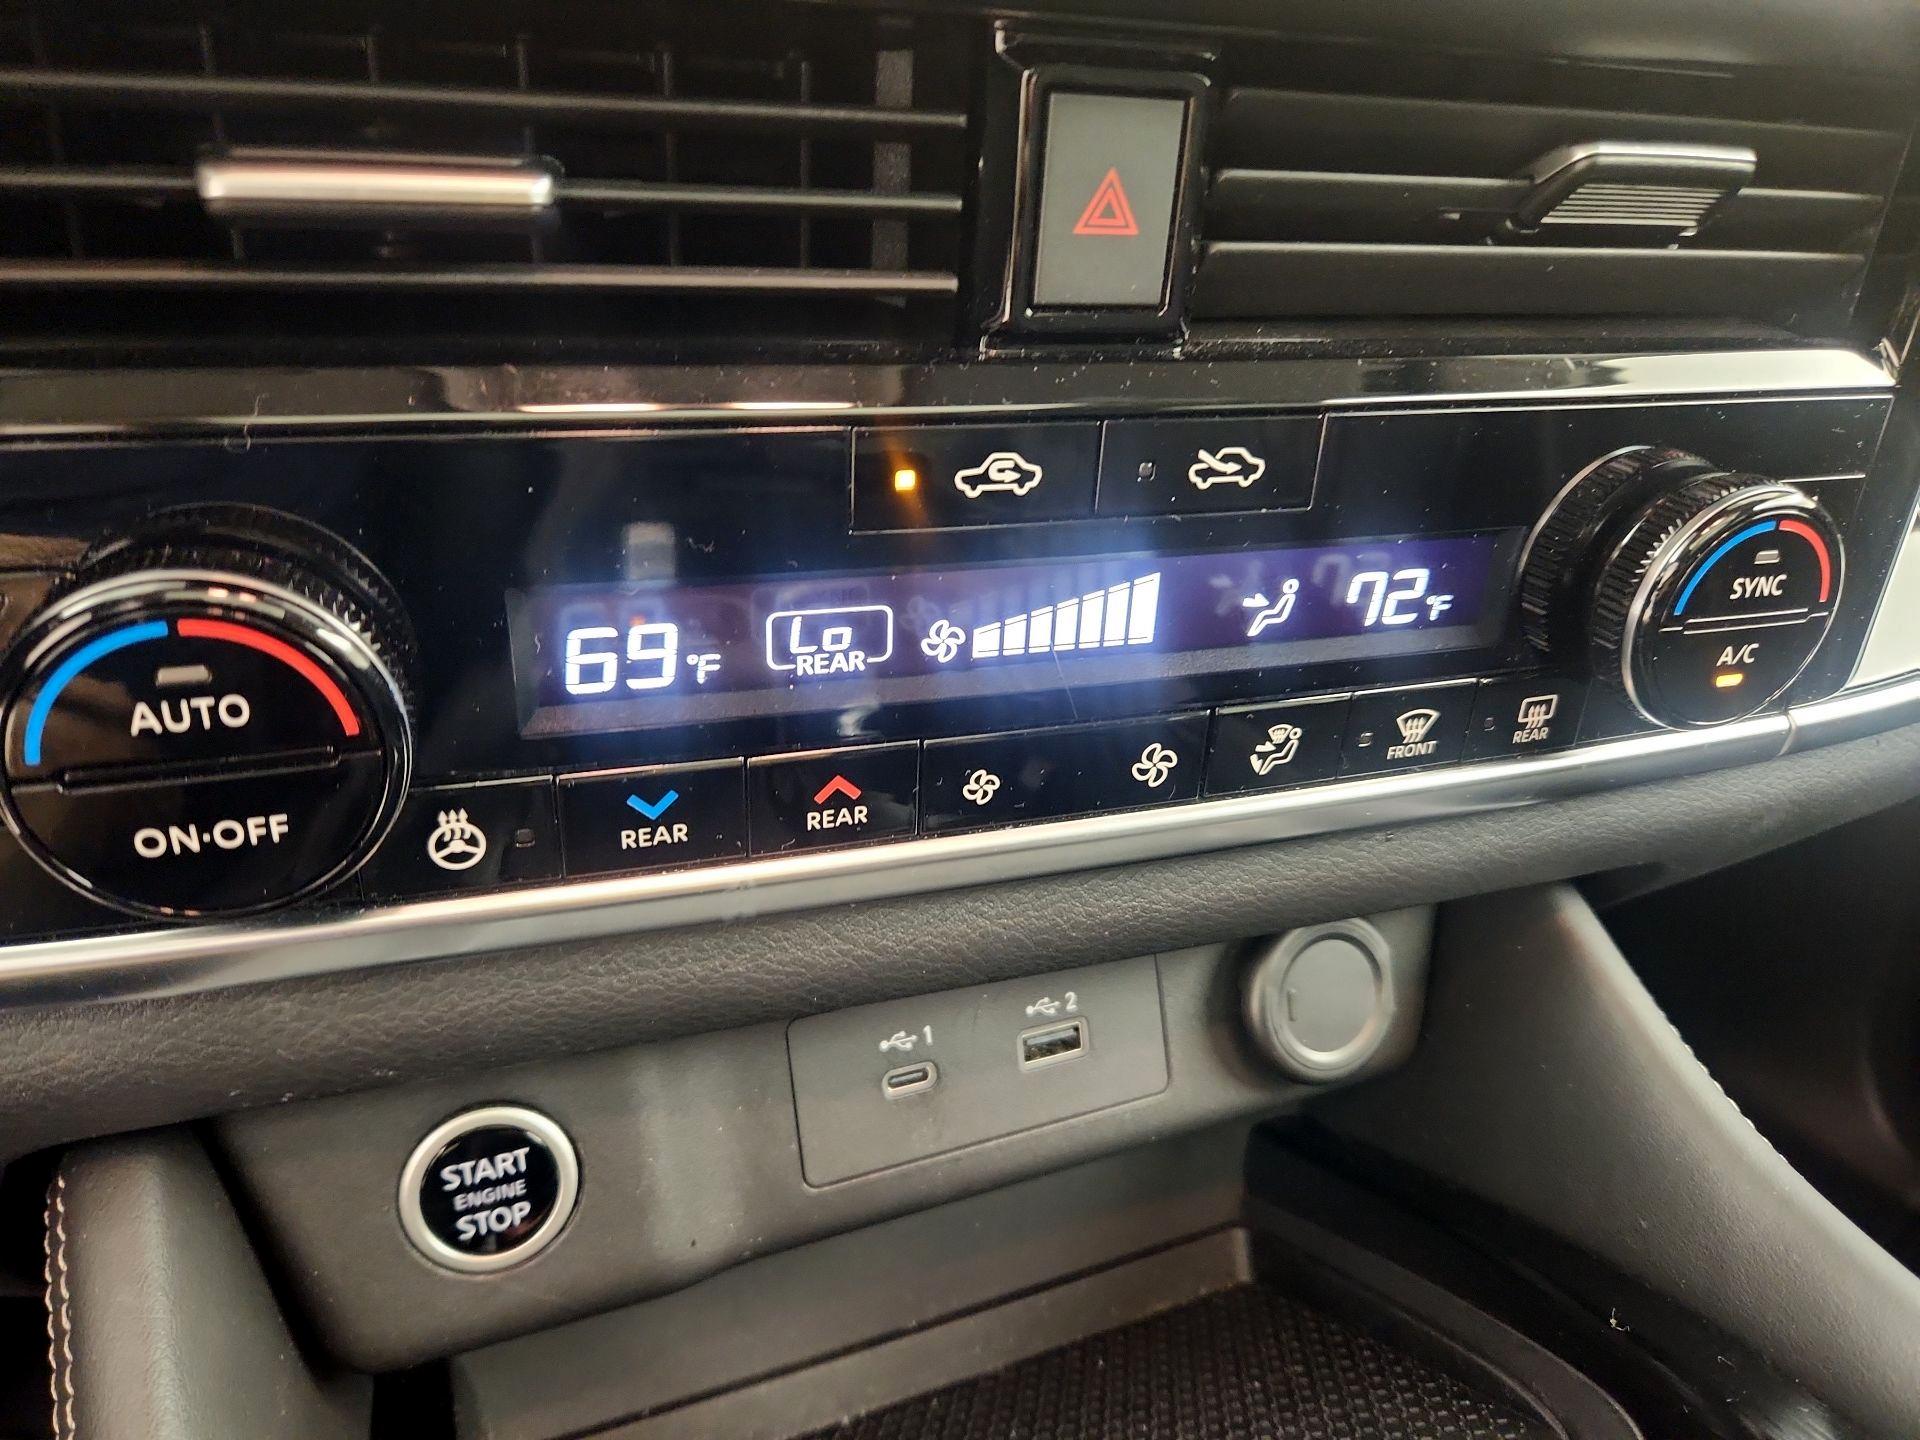 69°F
Lo
REAR
72°F
SYNC
A/C
AUTO
ON·OFF
REAR
REAR
FRONT
REAR
1
2
START
ENGINE
STOP